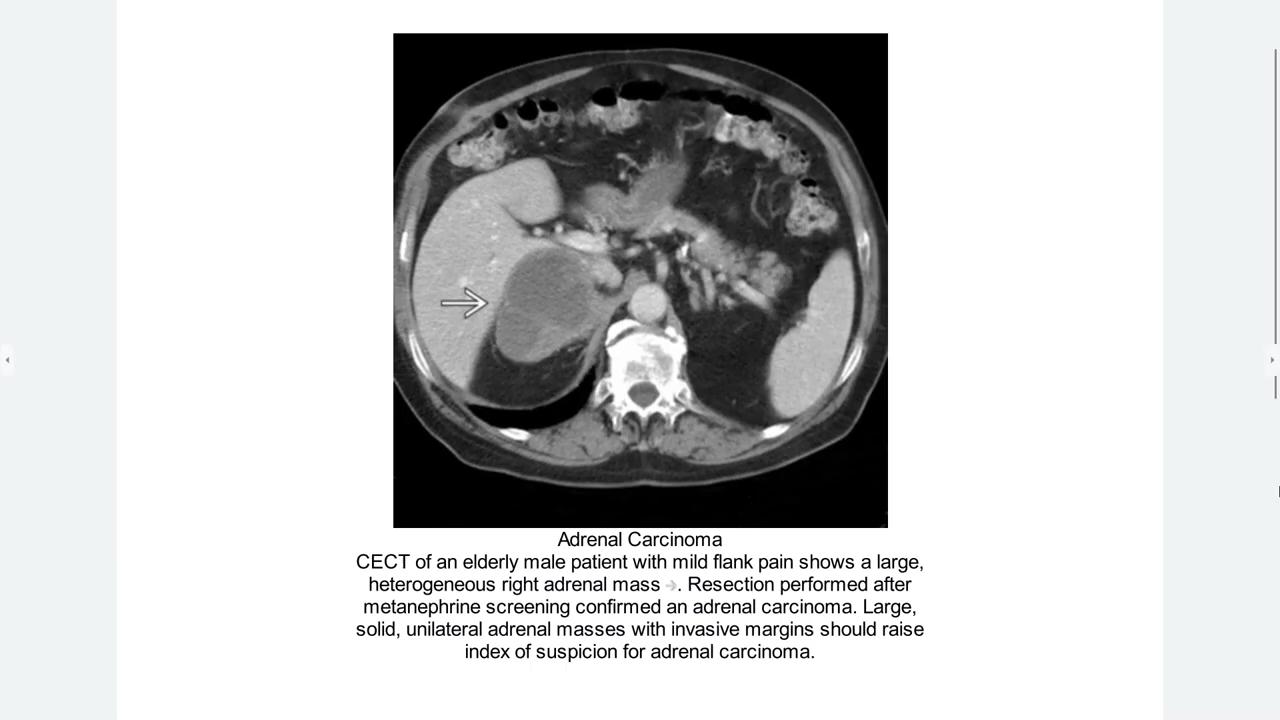 Adrenal Carcinoma
CECT of an elderly male patient with mild flank pain shows a large,
heterogeneous right adrenal mass ➔. Resection performed after
metanephrine screening confirmed an adrenal carcinoma. Large,
solid, unilateral adrenal masses with invasive margins should raise
index of suspicion for adrenal carcinoma.